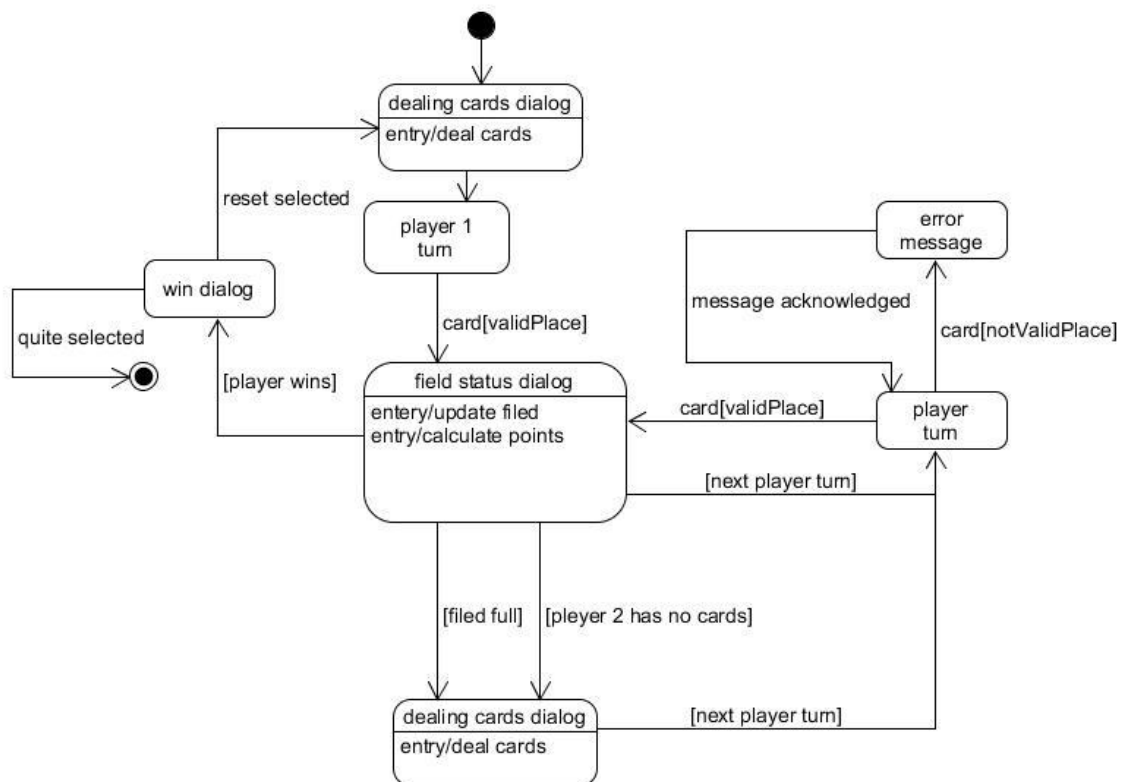 dealing cards dialog
entry/deal cards
reset selected
player 1
turn
error
message
win dialog
message acknowledged
card[validPlace]
card[notValidPlace]
quite selected
[player wins]
field status dialog
entery/update filed
entry/calculate points
card[validPlace]
player
turn
[next player turn]
[filed full]
[pleyer 2 has no cards]
dealing cards dialog
entry/deal cards
[next player turn]